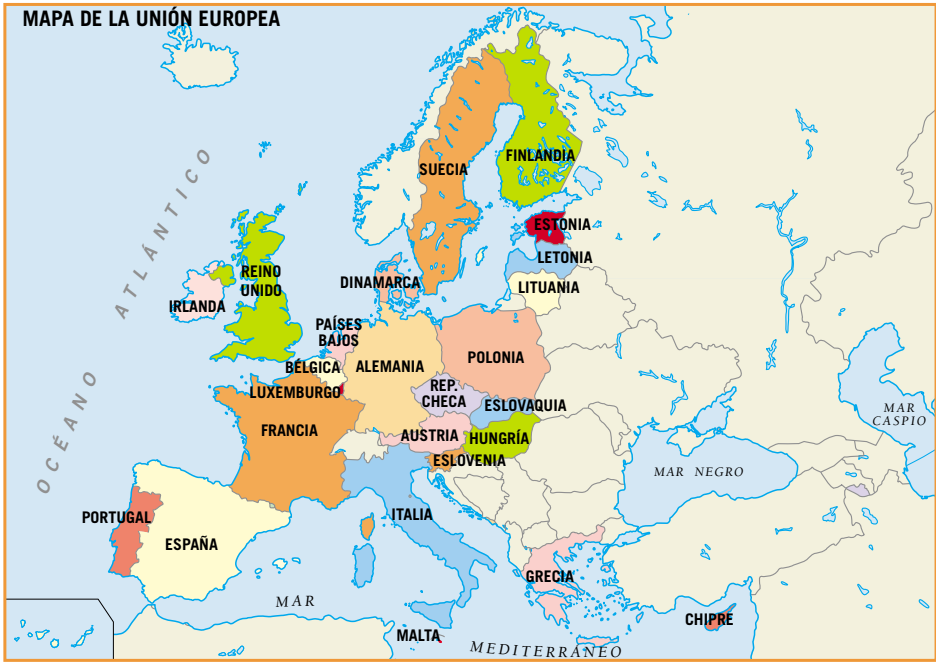 MAPA DE LA UNIÓN EUROPEA
OCÉANO ATLÁNTICO
SUECIA
FINLANDIA
ESTONIA
LETONIA
LITUANIA
DINAMARCA
REINO
UNIDO
IRLANDA
PAÍSES
BAJOS
BÉLGICA
LUXEMBURGO
ALEMANIA
POLONIA
REP.
CHECA
ESLOVAQUIA
FRANCIA
AUSTRIA
HUNGRÍA
ESLOVENIA
MAR
CASPIO
MAR NEGRO
PORTUGAL
ESPAÑA
ITALIA
GRECIA
CHIPRE
MALTA
MAR
MEDITERRÁNEO